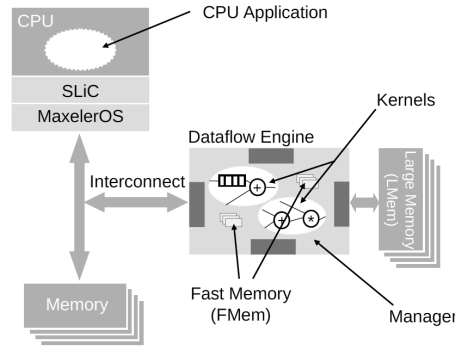 CPU
CPU Application
SLiC
MaxelerOS
Kernels
Dataflow Engine
Interconnect
Large Memory
(LMem)
+
+
*
Memory
Fast Memory
(FMem)
Manager